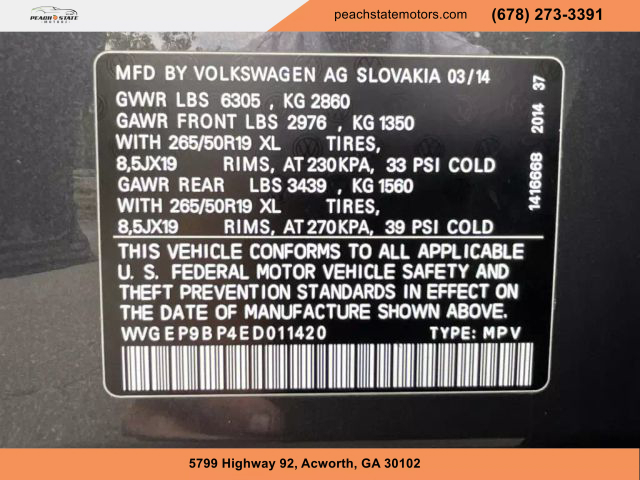 PEACH STATE
MOTORS
peachstatemotors.com
(678) 273-3391
MFD BY VOLKSWAGEN AG SLOVAKIA 03/14
GVWR LBS 6305 , KG 2860
GAWR FRONT LBS 2976 , KG 1350
WITH 265/50R19 XL TIRES,
8,5JX19 RIMS, AT 230KPA, 33 PSI COLD
GAWR REAR LBS 3439 , KG 1560
WITH 265/50R19 XL TIRES,
8,5JX19 RIMS, AT 270KPA, 39 PSI COLD
THIS VEHICLE CONFORMS TO ALL APPLICABLE
U. S. FEDERAL MOTOR VEHICLE SAFETY AND
THEFT PREVENTION STANDARDS IN EFFECT ON
THE DATE OF MANUFACTURE SHOWN ABOVE.
WVGEP9BP4ED011420 TYPE: MPV
1416668 2014 37
5799 Highway 92, Acworth, GA 30102